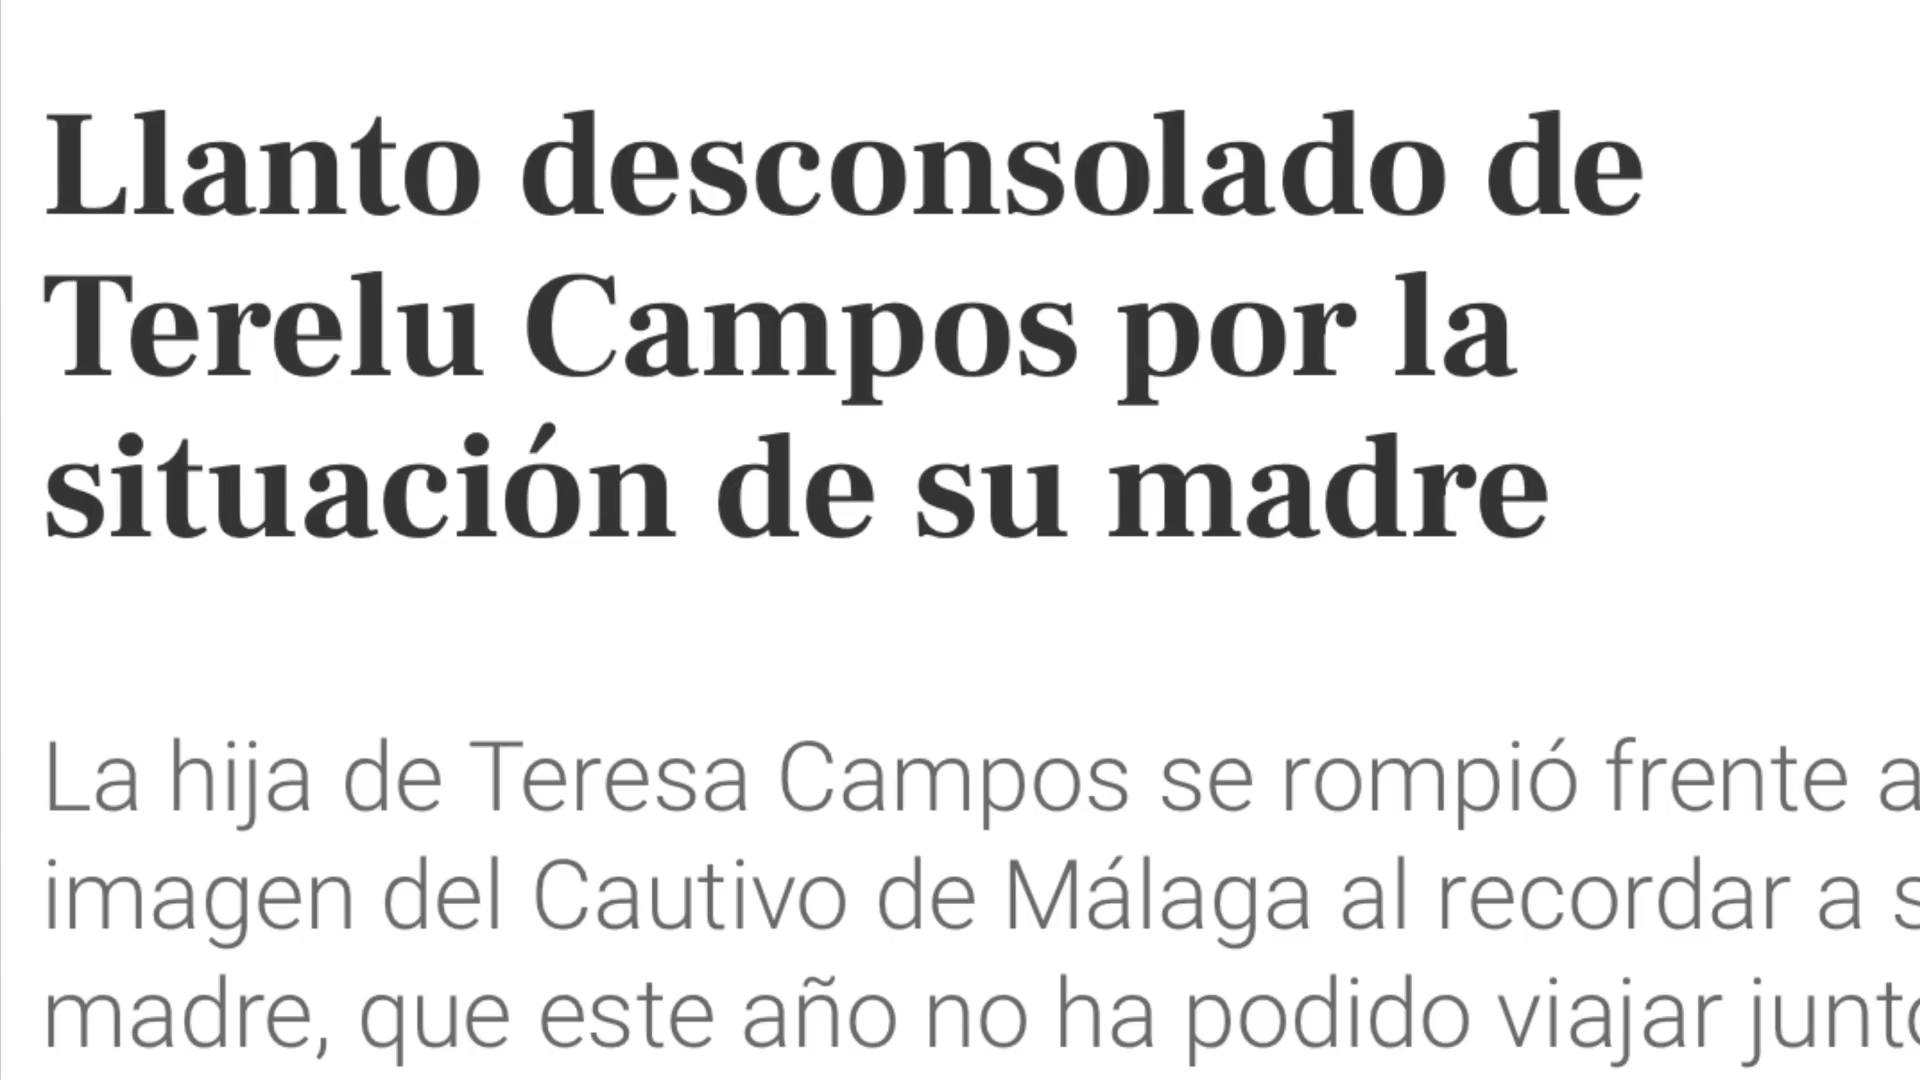 Llanto desconsolado de
Terelu Campos por la
situación de su madre
La hija de Teresa Campos se rompió frente a
imagen del Cautivo de Málaga al recordar a
madre, que este año no ha podido viajar